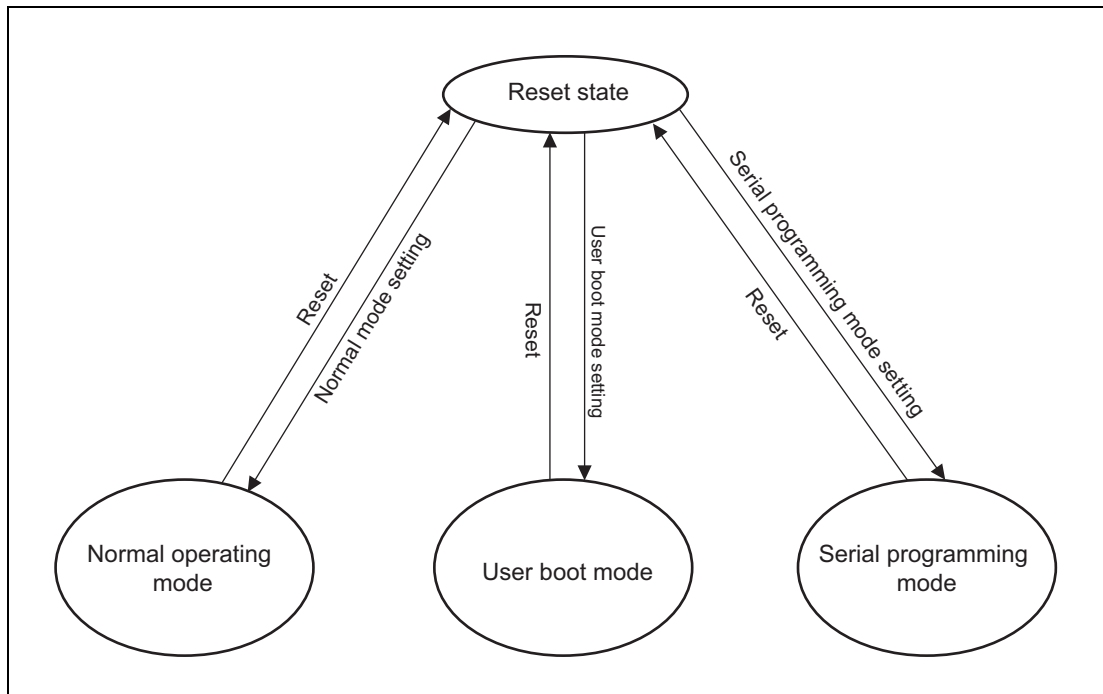 Reset state
Reset
Normal mode setting
Reset
User boot mode setting
Reset
Serial programming mode setting
Normal operating
mode
User boot mode
Serial programming
mode